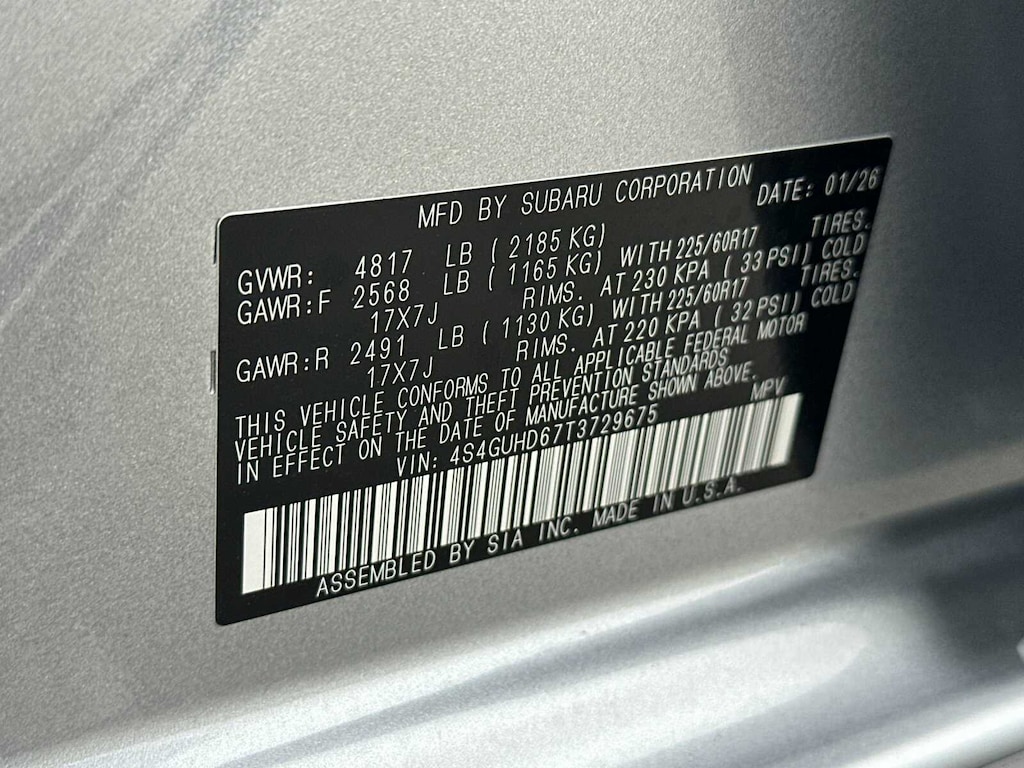 MFD BY SUBARU CORPORATION DATE: 01/26
GVWR: 4817 LB ( 2185 KG)
GAWR:F 2568 LB ( 1165 KG) WITH 225/60R17 TIRES.
17X7J RIMS. AT 230 KPA ( 33 PSI) COLD
GAWR:R 2491 LB ( 1130 KG) WITH 225/60R17 TIRES.
17X7J RIMS. AT 220 KPA ( 32 PSI) COLD
THIS VEHICLE CONFORMS TO ALL APPLICABLE FEDERAL MOTOR
VEHICLE SAFETY AND THEFT PREVENTION STANDARDS
IN EFFECT ON THE DATE OF MANUFACTURE SHOWN ABOVE.
VIN: 4S4GUHD67T3729675 MPV
ASSEMBLED BY SIA INC. MADE IN U.S.A.